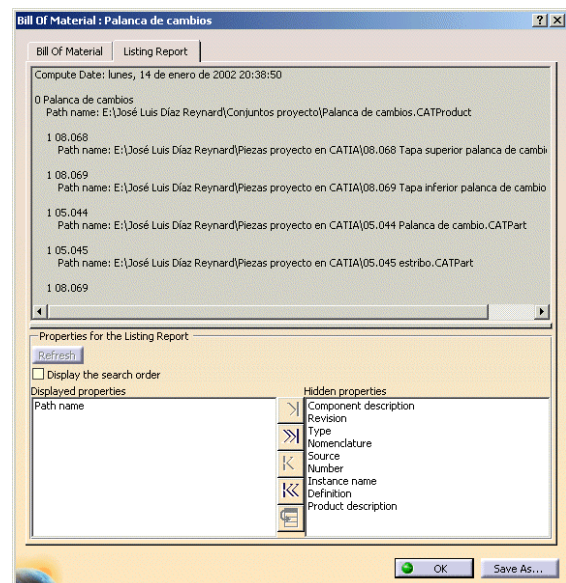 Bill Of Material : Palanca de cambios
Bill Of Material
Listing Report
Compute Date: lunes, 14 de enero de 2002 20:38:50
0 Palanca de cambios
Path name: E:\José Luis Díaz Reynard\Conjuntos proyecto\Palanca de cambios.CATProduct
1 08.068
Path name: E:\José Luis Díaz Reynard\Piezas proyecto en CATIA\08.068 Tapa superior palanca de cambi
1 08.069
Path name: E:\José Luis Díaz Reynard\Piezas proyecto en CATIA\08.069 Tapa inferior palanca de cambio
1 05.044
Path name: E:\José Luis Díaz Reynard\Piezas proyecto en CATIA\05.044 Palanca de cambio.CATPart
1 05.045
Path name: E:\José Luis Díaz Reynard\Piezas proyecto en CATIA\05.045 estribo.CATPart
1 08.069
Properties for the Listing Report
Refresh
Display the search order
Displayed properties
Path name
Hidden properties
Component description
Revision
Type
Nomenclature
Source
Number
Instance name
Definition
Product description
OK
Save As...